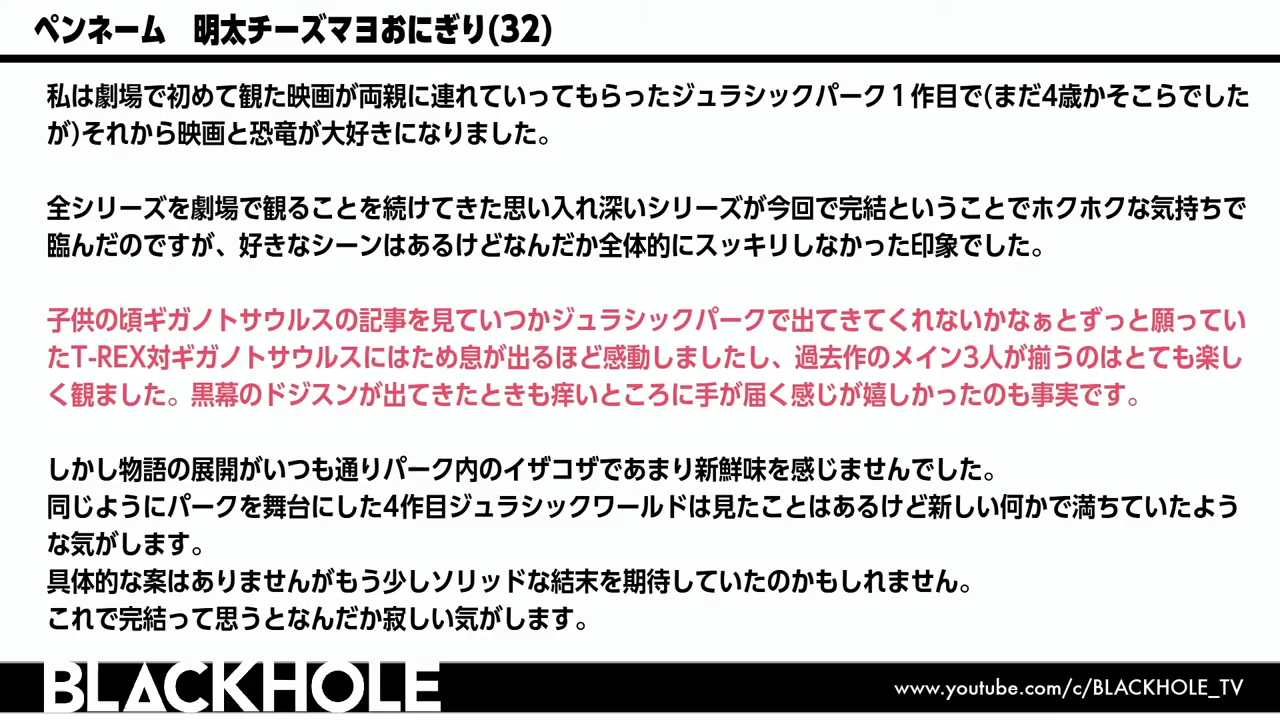 ペンネーム　明太チーズマヨおにぎり(32)
私は劇場で初めて観た映画が両親に連れていってもらったジュラシックパーク１作目で(まだ4歳かそこらでした
が)それから映画と恐竜が大好きになりました。
全シリーズを劇場で観ることを続けてきた思い入れ深いシリーズが今回で完結ということでホクホクな気持ちで
臨んだのですが、好きなシーンはあるけどなんだか全体的にスッキリしなかった印象でした。
子供の頃ギガノトサウルスの記事を見ていつかジュラシックパークで出てきてくれないかなぁとずっと願ってい
たT-REX対ギガノトサウルスにはため息が出るほど感動しましたし、過去作のメイン3人が揃うのはとても楽し
く観ました。黒幕のドジスンが出てきたときも痒いところに手が届く感じが嬉しかったのも事実です。
しかし物語の展開がいつも通りパーク内のイザコザであまり新鮮味を感じませんでした。
同じようにパークを舞台にした4作目ジュラシックワールドは見たことはあるけど新しい何かで満ちていたよう
な気がします。
具体的な案はありませんがもう少しソリッドな結末を期待していたのかもしれません。
これで完結って思うとなんだか寂しい気がします。
BLACKHOLE
www.youtube.com/c/BLACKHOLE_TV